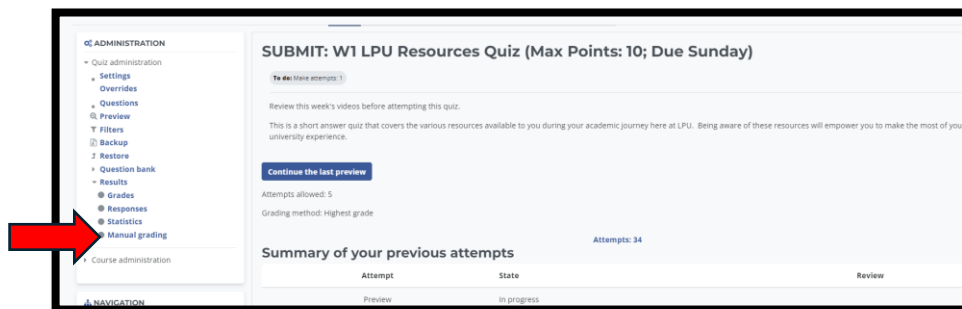 ADMINISTRATION
Quiz administration
Settings
Overrides
Questions
Preview
Filters
Backup
Restore
Question bank
Results
Grades
Responses
Statistics
Manual grading
Course administration
NAVIGATION
SUBMIT: W1 LPU Resources Quiz (Max Points: 10; Due Sunday)
To do: Make attempts: 1
Review this week's videos before attempting this quiz.
This is a short answer quiz that covers the various resources available to you during your academic journey here at LPU. Being aware of these resources will empower you to make the most of you
university experience.
Continue the last preview
Attempts allowed: 5
Grading method: Highest grade
Attempts: 34
Summary of your previous attempts
Attempt State Review
Preview In progress